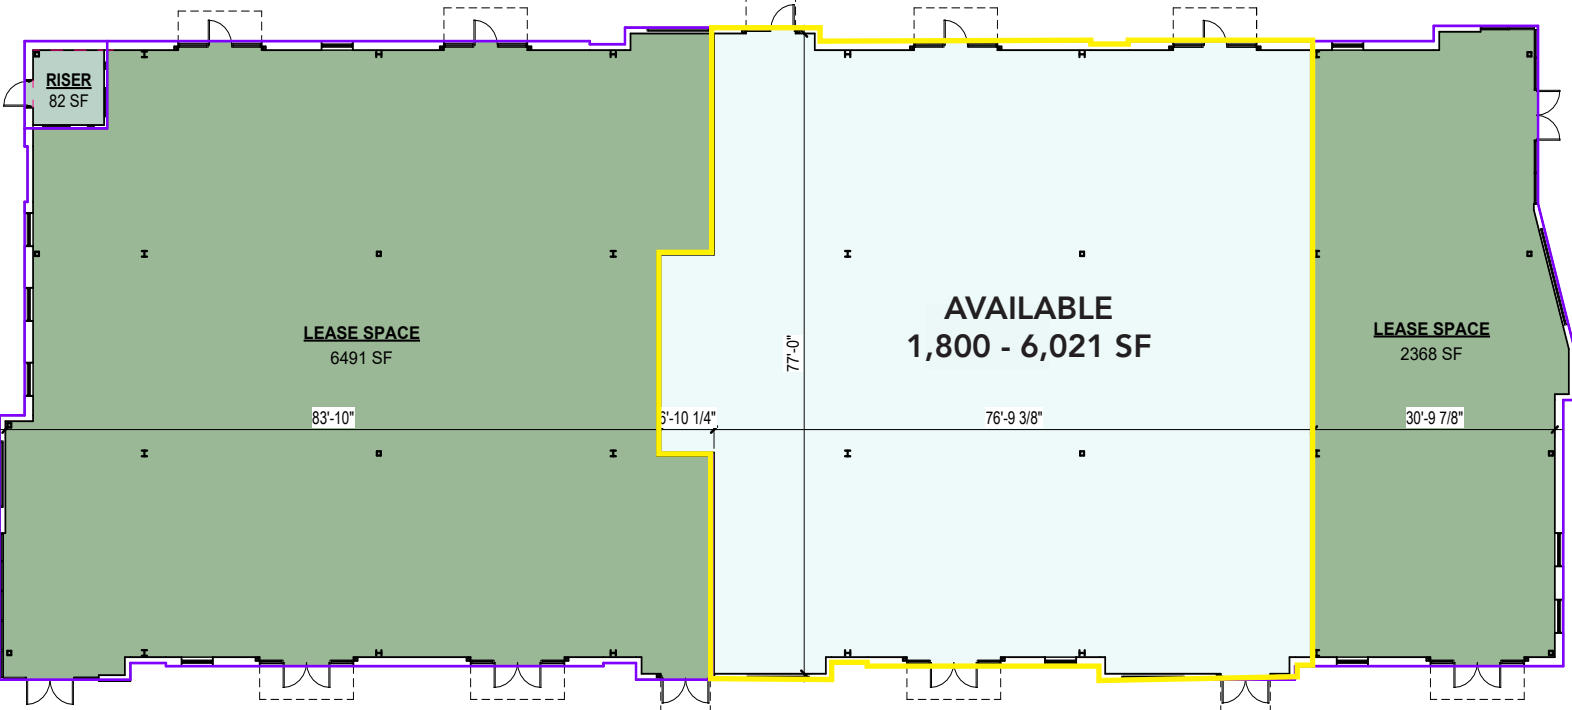 RISER
82 SF
AVAILABLE
1,800 - 6,021 SF
LEASE SPACE
6491 SF
LEASE SPACE
2368 SF
77'-0"
83'-10"
6'-10 1/4"
76'-9 3/8"
30'-9 7/8"